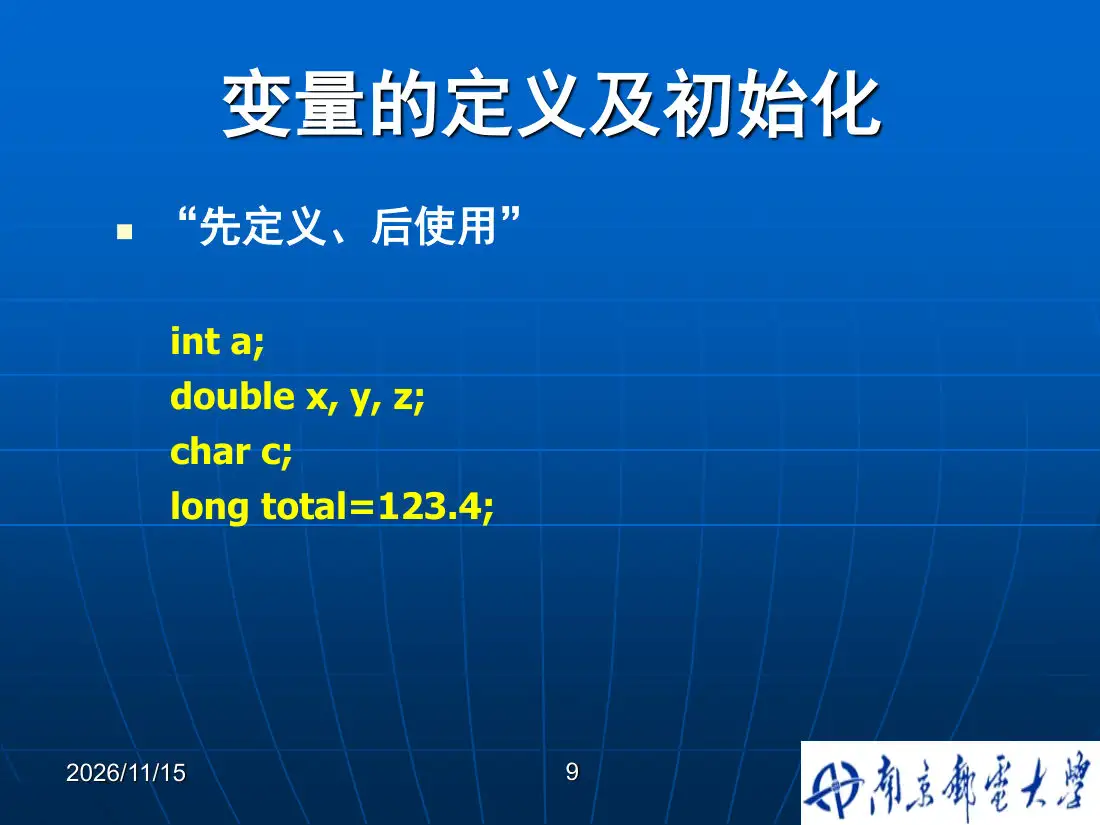 变量的定义及初始化
“先定义、后使用”
int a;
double x, y, z;
char c;
long total=123.4;
2026/11/15
9
南京郵電大學